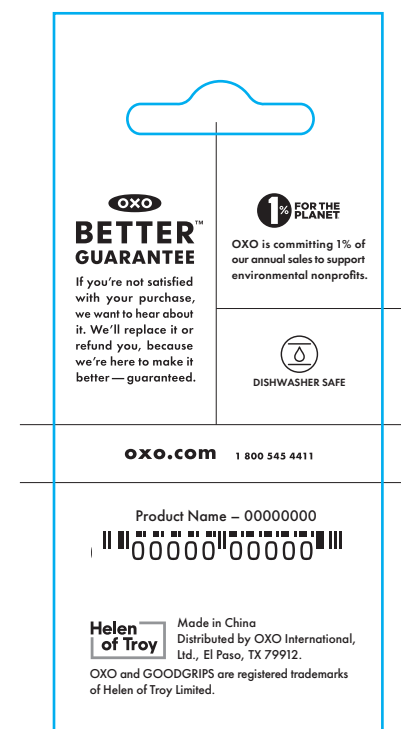 OXO
BETTER™
GUARANTEE
If you're not satisfied
with your purchase,
we want to hear about
it. We'll replace it or
refund you, because
we're here to make it
better — guaranteed.
1% FOR THE
PLANET
OXO is committing 1% of
our annual sales to support
environmental nonprofits.
DISHWASHER SAFE
oxo.com 1 800 545 4411
Product Name – 00000000
00000 00000
Helen
of Troy
Made in China
Distributed by OXO International,
Ltd., El Paso, TX 79912.
OXO and GOODGRIPS are registered trademarks
of Helen of Troy Limited.